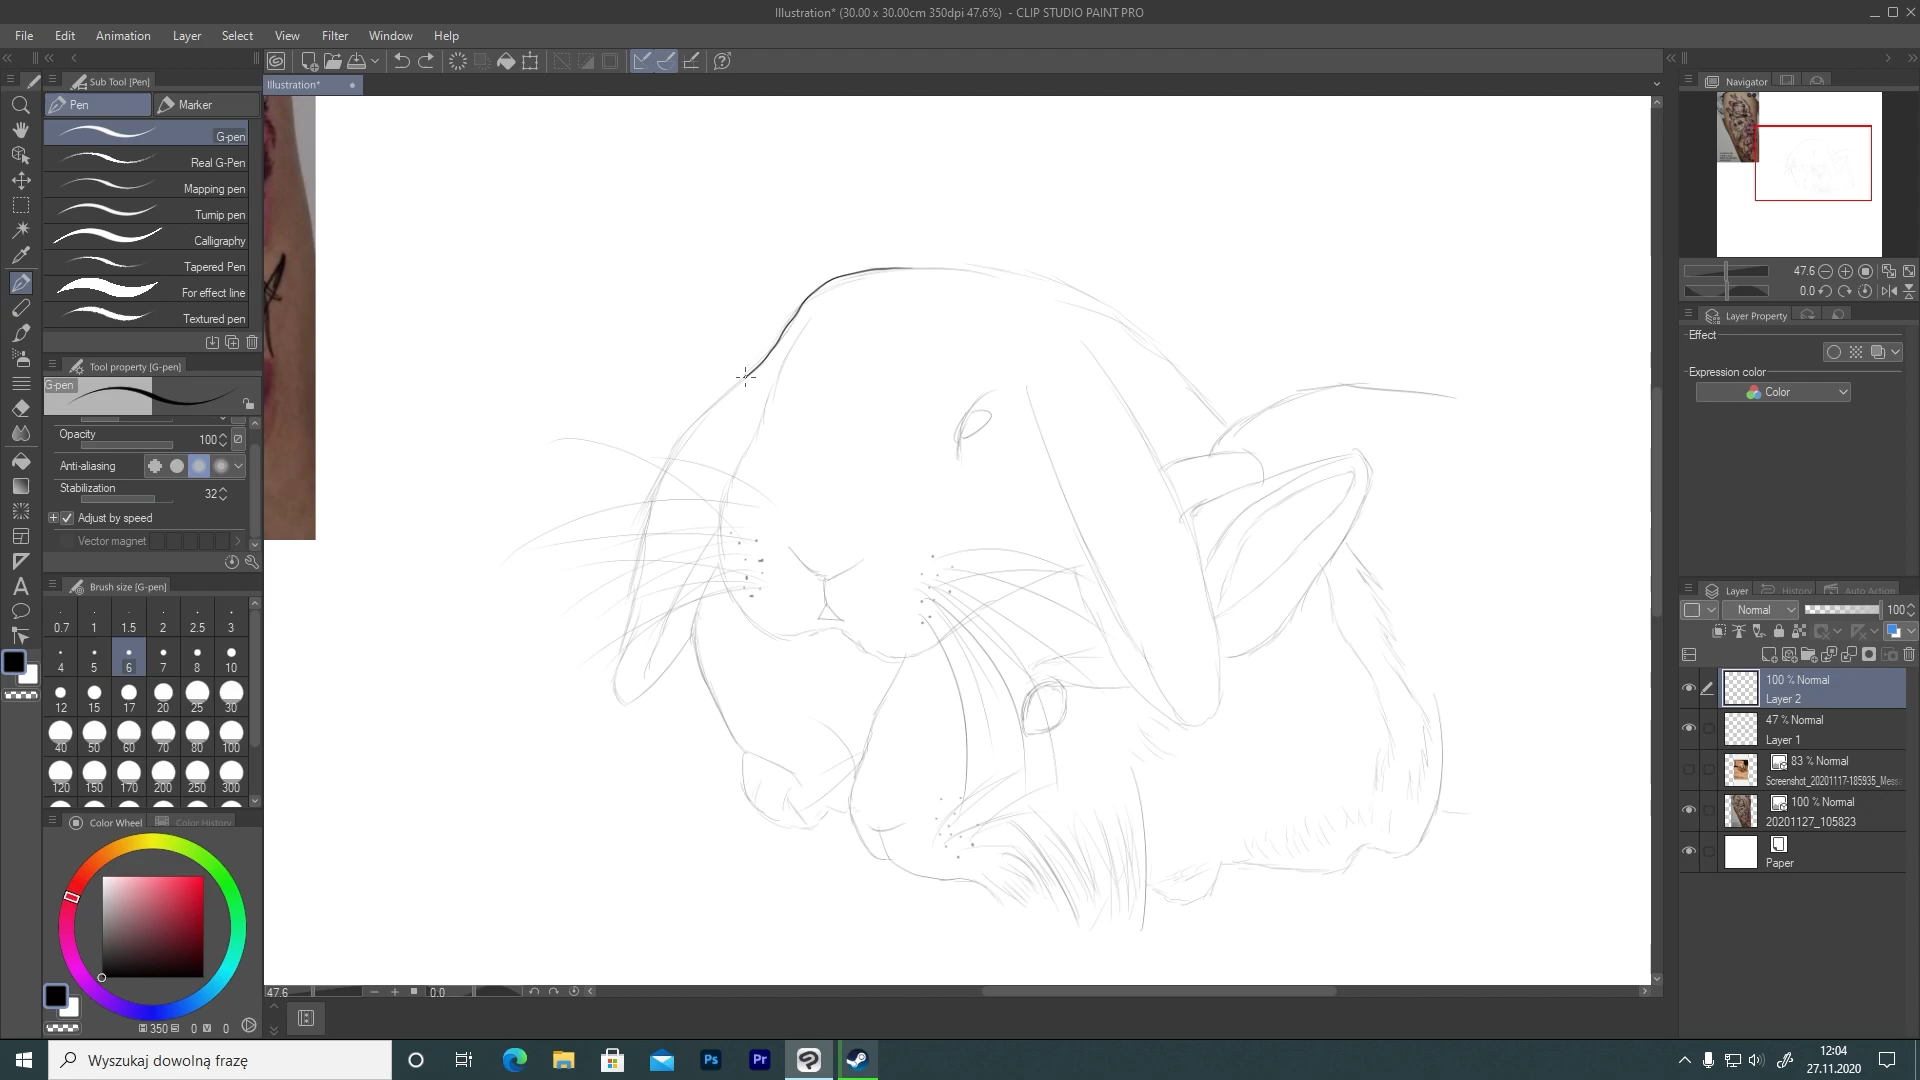 Illustration* (30.00 x 30.00cm 350dpi 47.6%) - CLIP STUDIO PAINT PRO
File Edit Animation Layer Select View Filter Window Help
Sub Tool [Pen]
Pen Marker
G-pen
Real G-Pen
Mapping pen
Turnip pen
Calligraphy
Tapered Pen
For effect line
Textured pen
Tool property [G-pen]
G-pen
Opacity 100
Anti-aliasing
Stabilization 32
Adjust by speed
Vector magnet
Brush size [G-pen]
0.7 1 1.5 2 2.5 3
4 5 6 7 8 10
12 15 17 20 25 30
40 50 60 70 80 100
120 150 170 200 250 300
Color Wheel Color History
H 350 S 0 V 0
Illustration*
47.6 0.0
Navigator
47.6
0.0
Layer Property
Effect
Expression color
Color
Layer History Auto Action
Normal 100
100 % Normal
Layer 2
47 % Normal
Layer 1
83 % Normal
Screenshot_20201117-185935_Mess
100 % Normal
20201127_105823
Paper
Wyszukaj dowolną frazę
Ps Pr
12:04
27.11.2020